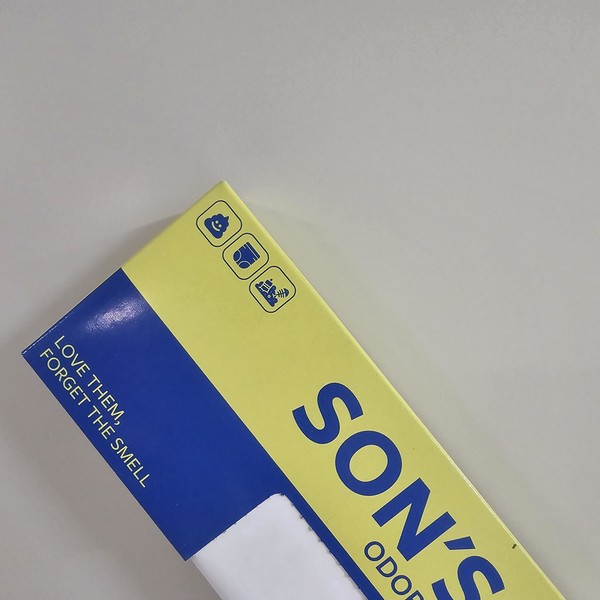 LOVE THEM,
FORGET THE SMELL
SON'S